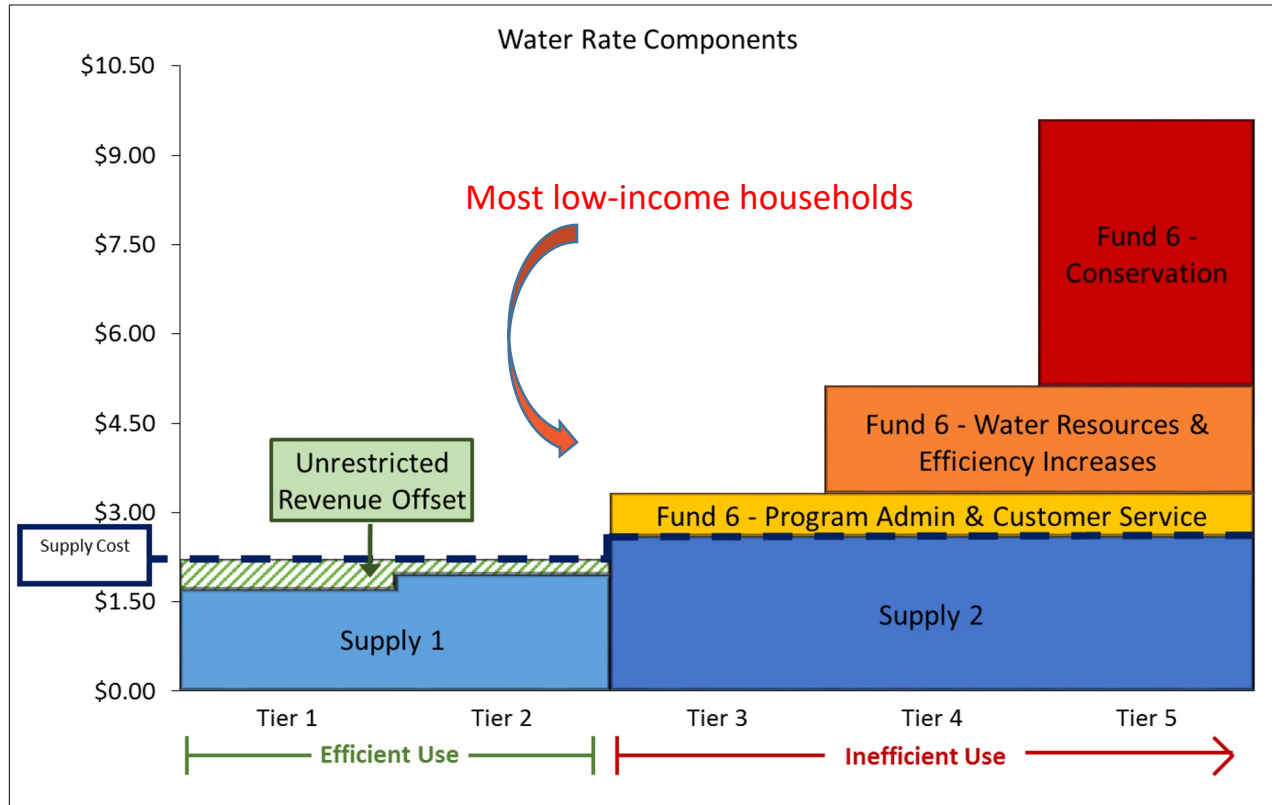 Water Rate Components
$10.50
$9.00
$7.50
$6.00
$4.50
$3.00
$1.50
$0.00
Most low-income households
Fund 6 -
Conservation
Fund 6 - Water Resources &
Efficiency Increases
Unrestricted
Revenue Offset
Fund 6 - Program Admin & Customer Service
Supply Cost
Supply 1
Supply 2
Tier 1
Tier 2
Tier 3
Tier 4
Tier 5
Efficient Use
Inefficient Use